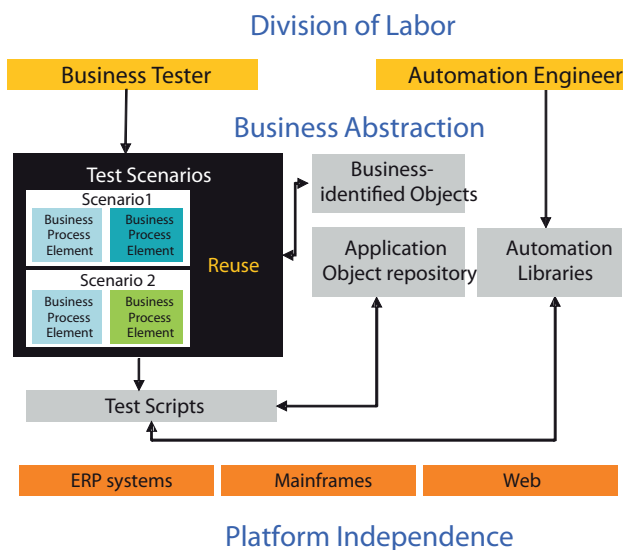 Division of Labor
Business Tester
Automation Engineer
Business Abstraction
Test Scenarios
Scenario1
Business
Process
Element
Business
Process
Element
Scenario 2
Business
Process
Element
Business
Process
Element
Reuse
Business-
identified Objects
Application
Object repository
Automation
Libraries
Test Scripts
ERP systems
Mainframes
Web
Platform Independence